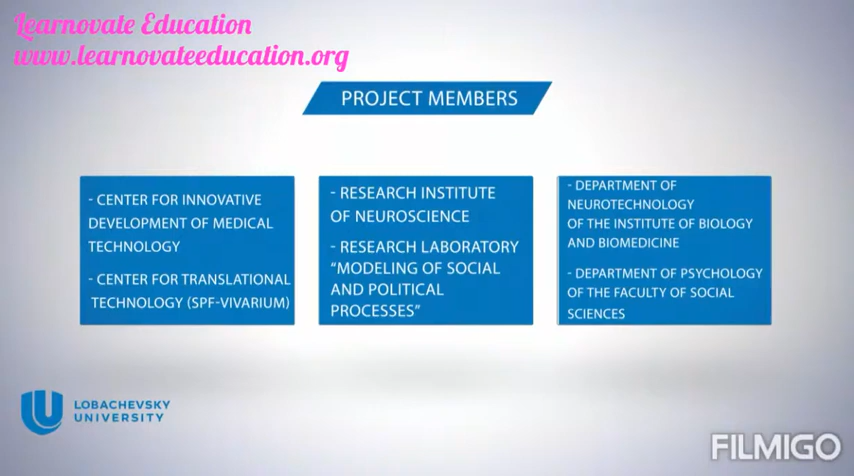 Learnovate Education
www.learnovateeducation.org
PROJECT MEMBERS
- CENTER FOR INNOVATIVE
DEVELOPMENT OF MEDICAL
TECHNOLOGY
- CENTER FOR TRANSLATIONAL
TECHNOLOGY (SPF-VIVARIUM)
- RESEARCH INSTITUTE
OF NEUROSCIENCE
- RESEARCH LABORATORY
“MODELING OF SOCIAL
AND POLITICAL
PROCESSES”
- DEPARTMENT OF
NEUROTECHNOLOGY
OF THE INSTITUTE OF BIOLOGY
AND BIOMEDICINE
- DEPARTMENT OF PSYCHOLOGY
OF THE FACULTY OF SOCIAL
SCIENCES
LOBACHEVSKY
UNIVERSITY
FILMIGO